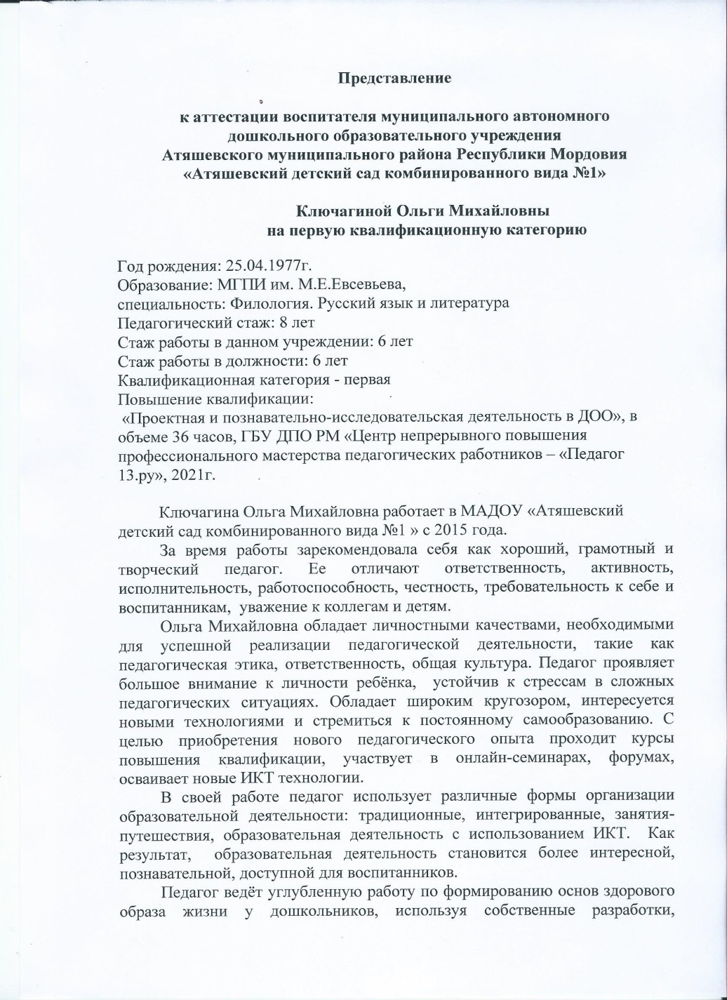 Представление
к аттестации воспитателя муниципального автономного
дошкольного образовательного учреждения
Атяшевского муниципального района Республики Мордовия
«Атяшевский детский сад комбинированного вида №1»
Ключагиной Ольги Михайловны
на первую квалификационную категорию
Год рождения: 25.04.1977г.
Образование: МГПИ им. М.Е.Евсевьева,
специальность: Филология. Русский язык и литература
Педагогический стаж: 8 лет
Стаж работы в данном учреждении: 6 лет
Стаж работы в должности: 6 лет
Квалификационная категория - первая
Повышение квалификации:
«Проектная и познавательно-исследовательская деятельность в ДОО», в
объеме 36 часов, ГБУ ДПО РМ «Центр непрерывного повышения
профессионального мастерства педагогических работников – «Педагог
13.ру», 2021г.
Ключагина Ольга Михайловна работает в МАДОУ «Атяшевский
детский сад комбинированного вида №1 » с 2015 года.
За время работы зарекомендовала себя как хороший, грамотный и
творческий педагог. Ее отличают ответственность, активность,
исполнительность, работоспособность, честность, требовательность к себе и
воспитанникам, уважение к коллегам и детям.
Ольга Михайловна обладает личностными качествами, необходимыми
для успешной реализации педагогической деятельности, такие как
педагогическая этика, ответственность, общая культура. Педагог проявляет
большое внимание к личности ребёнка, устойчив к стрессам в сложных
педагогических ситуациях. Обладает широким кругозором, интересуется
новыми технологиями и стремиться к постоянному самообразованию. С
целью приобретения нового педагогического опыта проходит курсы
повышения квалификации, участвует в онлайн-семинарах, форумах,
осваивает новые ИКТ технологии.
В своей работе педагог использует различные формы организации
образовательной деятельности: традиционные, интегрированные, занятия-
путешествия, образовательная деятельность с использованием ИКТ. Как
результат, образовательная деятельность становится более интересной,
познавательной, доступной для воспитанников.
Педагог ведёт углубленную работу по формированию основ здорового
образа жизни у дошкольников, используя собственные разработки,